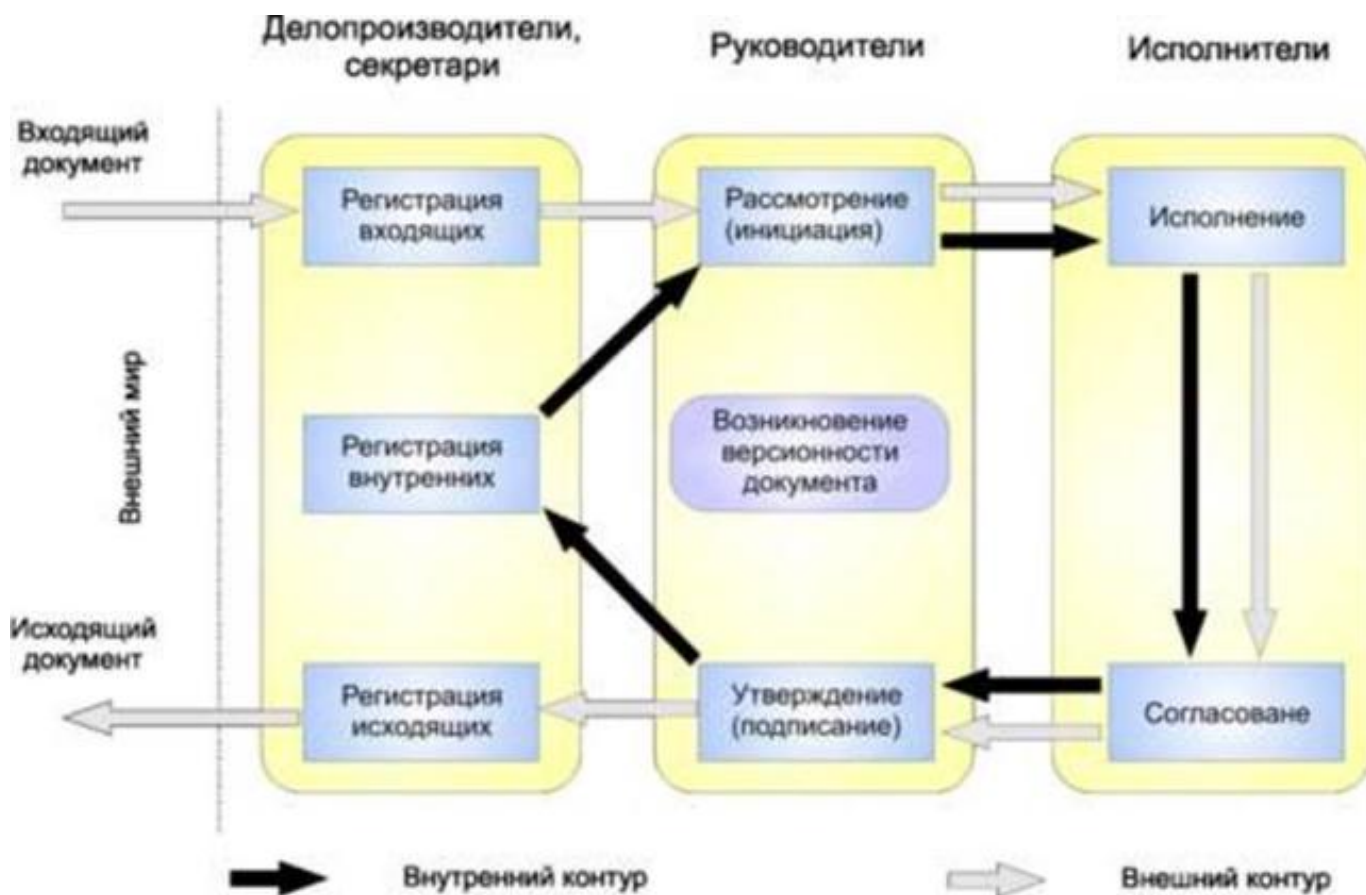 Делопроизводители,
секретари
Руководители
Исполнители
Входящий
документ
Регистрация
входящих
Рассмотрение
(инициация)
Исполнение
Внешний мир
Регистрация
внутренних
Возникновение
версионности
документа
Исходящий
документ
Регистрация
исходящих
Утверждение
(подписание)
Согласоване
Внутренний контур
Внешний контур